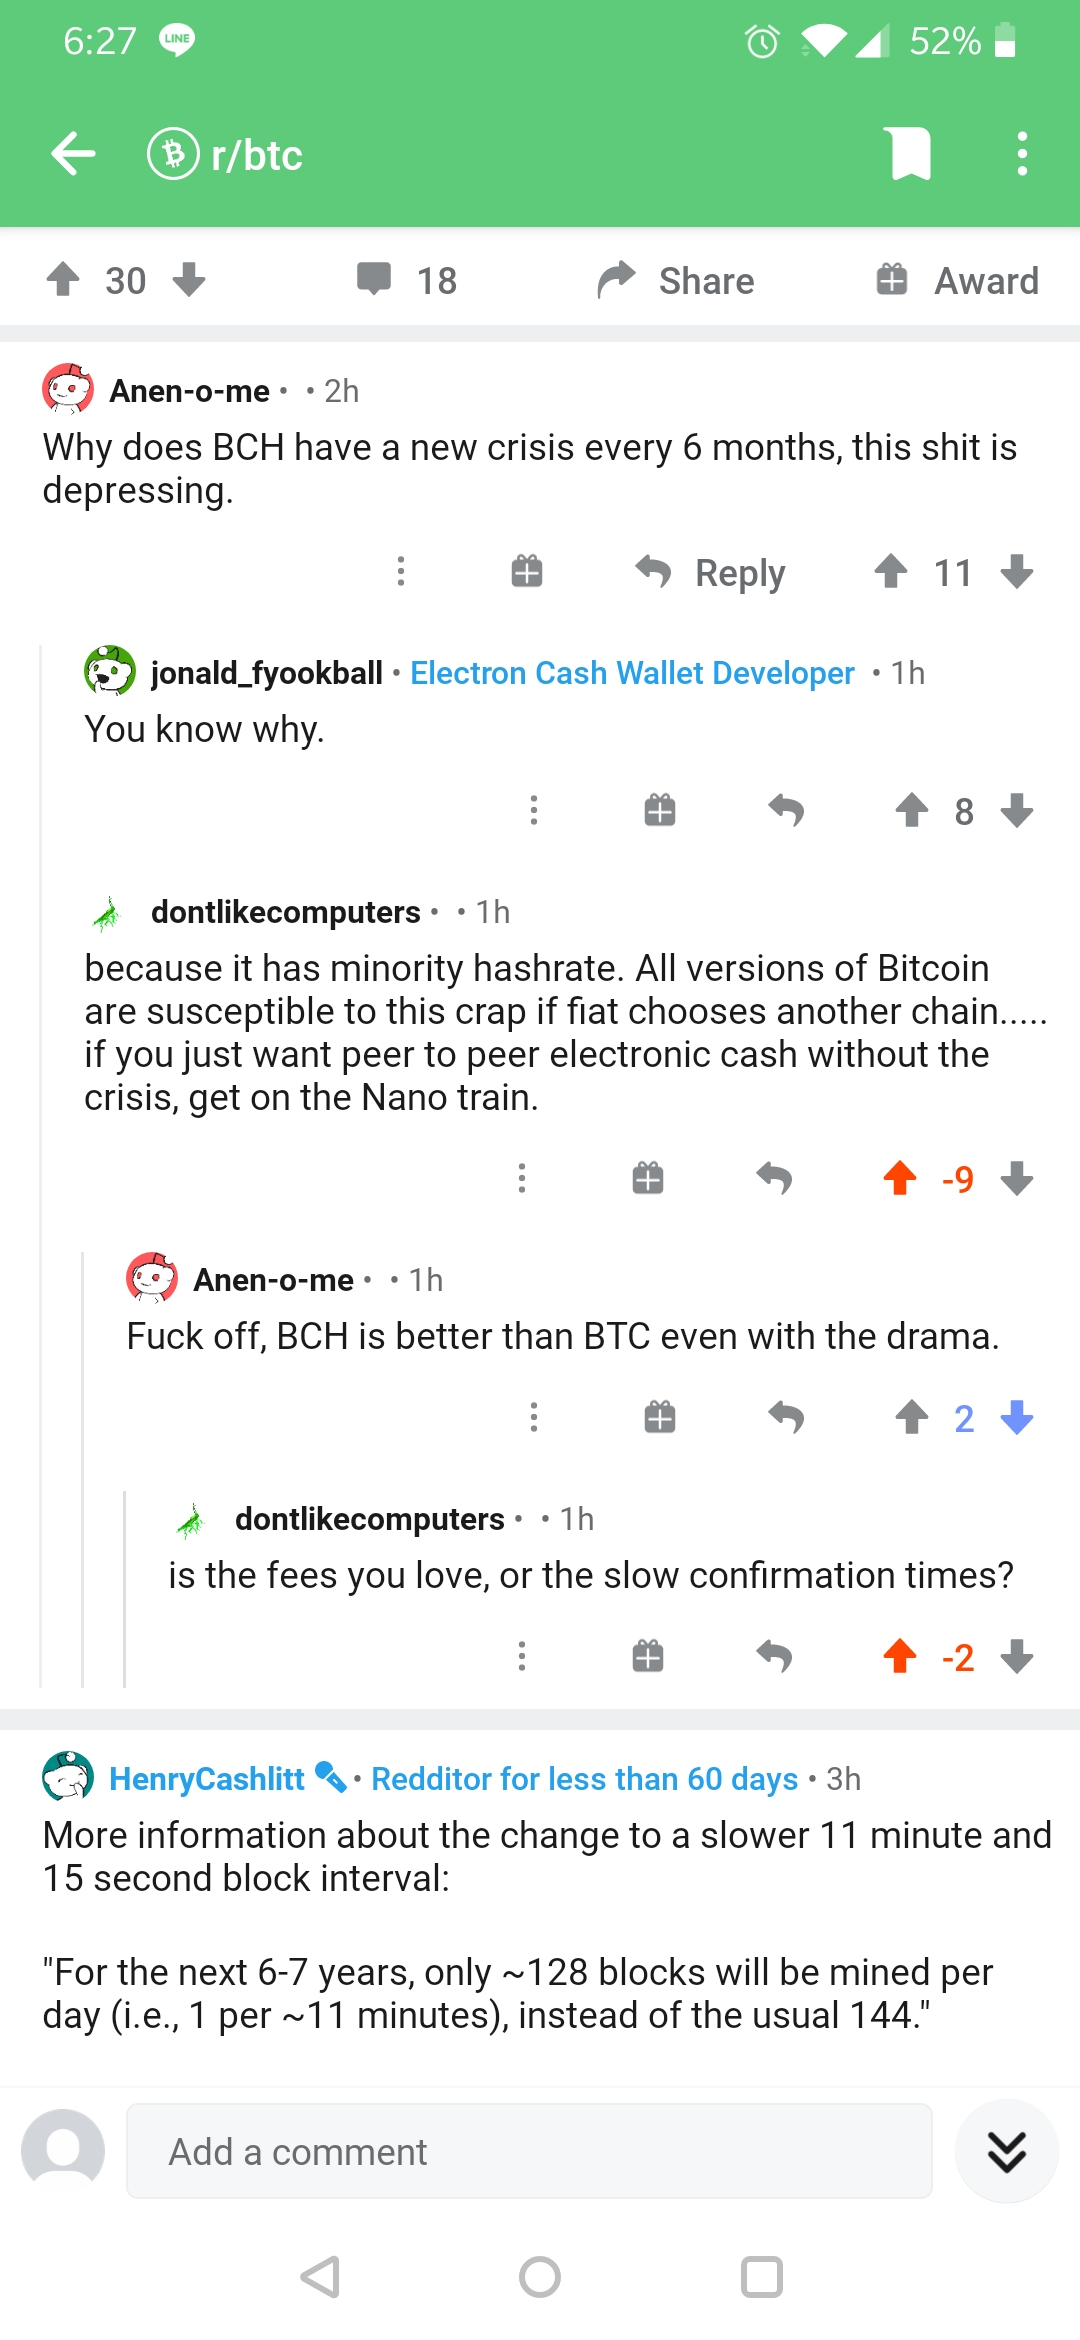 6:27 LINE 52%
r/btc
30 18 Share Award
Anen-o-me • • 2h
Why does BCH have a new crisis every 6 months, this shit is
depressing.
Reply 11
jonald_fyookball • Electron Cash Wallet Developer • 1h
You know why.
8
dontlikecomputers • • 1h
because it has minority hashrate. All versions of Bitcoin
are susceptible to this crap if fiat chooses another chain.....
if you just want peer to peer electronic cash without the
crisis, get on the Nano train.
-9
Anen-o-me • • 1h
Fuck off, BCH is better than BTC even with the drama.
2
dontlikecomputers • • 1h
is the fees you love, or the slow confirmation times?
-2
HenryCashlitt • Redditor for less than 60 days • 3h
More information about the change to a slower 11 minute and
15 second block interval:
"For the next 6-7 years, only ~128 blocks will be mined per
day (i.e., 1 per ~11 minutes), instead of the usual 144."
Add a comment